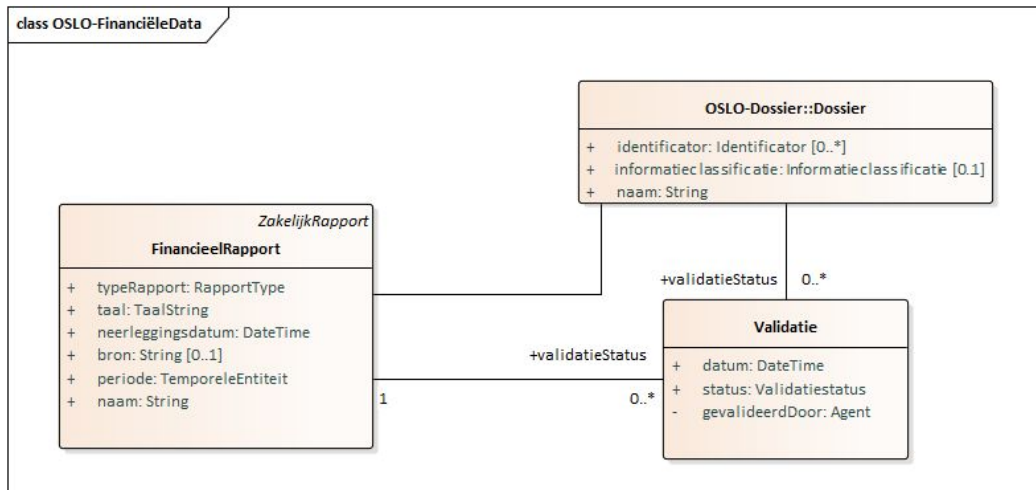 class OSLO-FinanciëleData
OSLO-Dossier::Dossier
+ identificator: Identificator [0..*]
+ informatieclassificatie: Informatieclassificatie [0.1]
+ naam: String
ZakelijkRapport
FinancieelRapport
+ typeRapport: RapportType
+ taal: TaalString
+ neerleggingsdatum: DateTime
+ bron: String [0..1]
+ periode: TemporeleEntiteit
+ naam: String
+validatieStatus 0..*
Validatie
+ datum: DateTime
+ status: Validatiestatus
- gevalideerdDoor: Agent
+validatieStatus
1 0..*